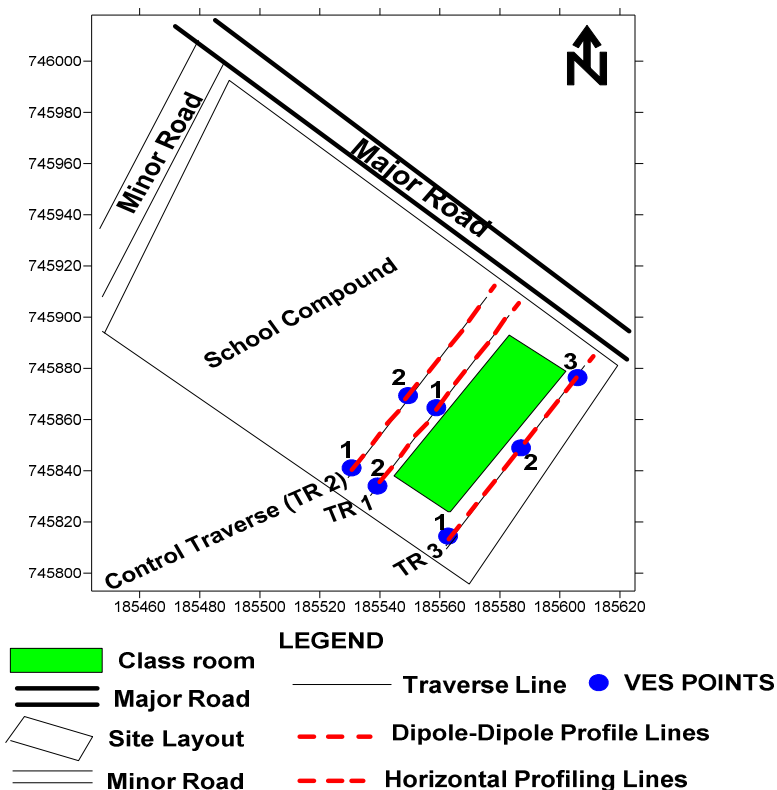 N
746000
745980
745960
745940
745920
745900
745880
745860
745840
745820
745800
Minor Road
Major Road
School Compound
2
1
3
1
2
2
1
Control Traverse (TR 2)
TR 1
TR 3
185460 185480 185500 185520 185540 185560 185580 185600 185620
LEGEND
Class room
Major Road
Site Layout
Minor Road
Traverse Line
VES POINTS
Dipole-Dipole Profile Lines
Horizontal Profiling Lines